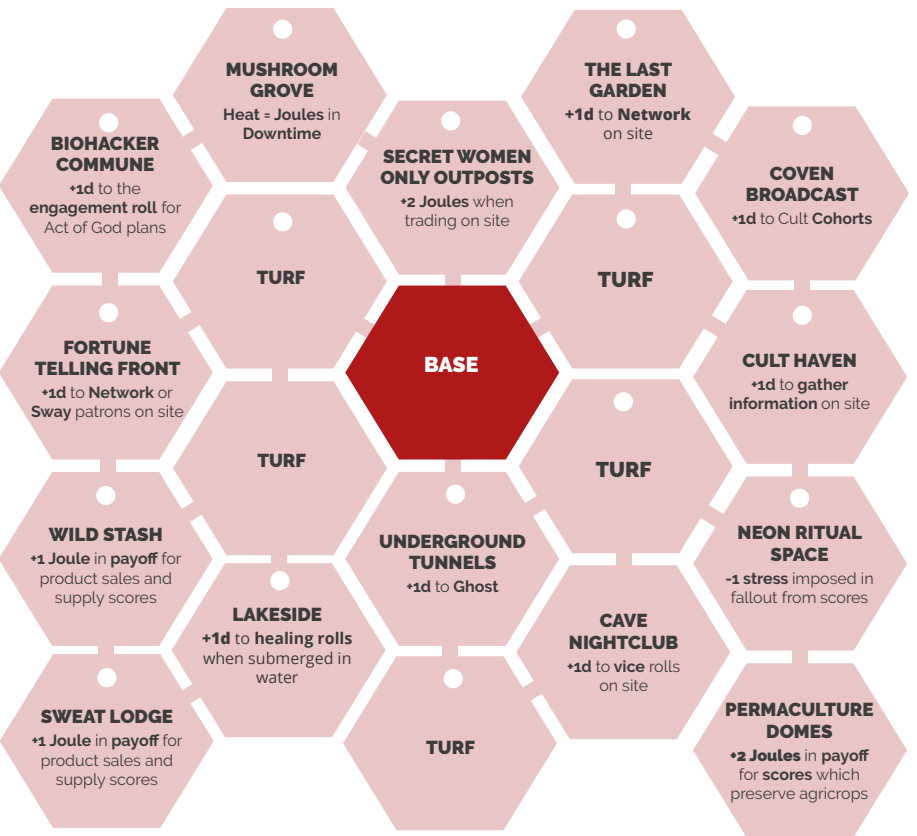 MUSHROOM
GROVE
Heat = Joules in
Downtime
THE LAST
GARDEN
+1d to Network
on site
BIOHACKER
COMMUNE
+1d to the
engagement roll for
Act of God plans
SECRET WOMEN
ONLY OUTPOSTS
+2 Joules when
trading on site
COVEN
BROADCAST
+1d to Cult Cohorts
TURF
TURF
FORTUNE
TELLING FRONT
+1d to Network or
Sway patrons on site
BASE
CULT HAVEN
+1d to gather
information on site
TURF
TURF
WILD STASH
+1 Joule in payoff for
product sales and
supply scores
UNDERGROUND
TUNNELS
+1d to Ghost
NEON RITUAL
SPACE
-1 stress imposed in
fallout from scores
LAKESIDE
+1d to healing rolls
when submerged in
water
CAVE
NIGHTCLUB
+1d to vice rolls
on site
SWEAT LODGE
+1 Joule in payoff for
product sales and
supply scores
TURF
PERMACULTURE
DOMES
+2 Joules in payoff
for scores which
preserve agricrops